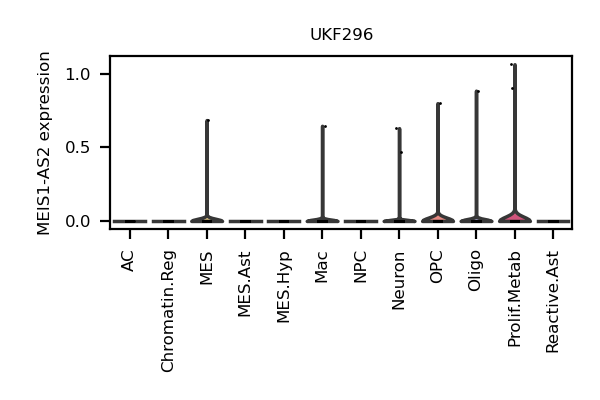 UKF296
MEIS1-AS2 expression
1.0
0.5
0.0
AC
Chromatin.Reg
MES
MES.Ast
MES.Hyp
Mac
NPC
Neuron
OPC
Oligo
Prolif.Metab
Reactive.Ast